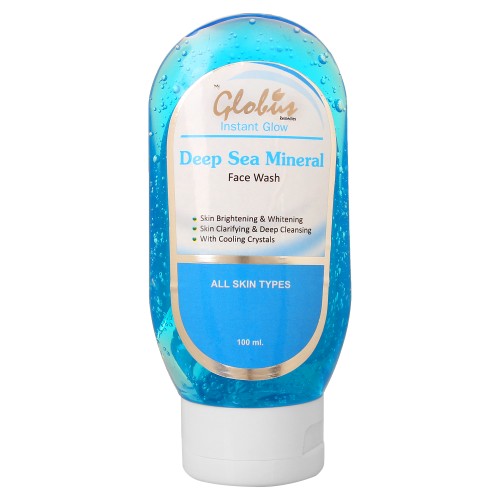 My
Globus
Instant Glow
Deep Sea Mineral
Face Wash
Skin Brightening & Whitening
Skin Clarifying & Deep Cleansing
With Cooling Crystals
ALL SKIN TYPES
100 ml.